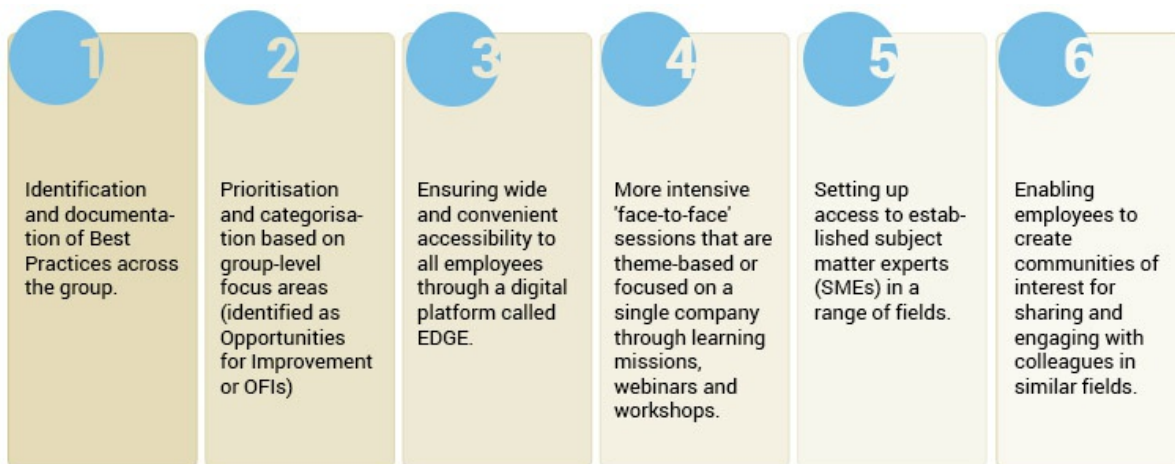 1
Identification
and documenta-
tion of Best
Practices across
the group.
2
Prioritisation
and categorisa-
tion based on
group-level
focus areas
(identified as
Opportunities
for Improvement
or OFIs)
3
Ensuring wide
and convenient
accessibility to
all employees
through a digital
platform called
EDGE.
4
More intensive
'face-to-face'
sessions that are
theme-based or
focused on a
single company
through learning
missions,
webinars and
workshops.
5
Setting up
access to estab-
lished subject
matter experts
(SMEs) in a
range of fields.
6
Enabling
employees to
create
communities of
interest for
sharing and
engaging with
colleagues in
similar fields.